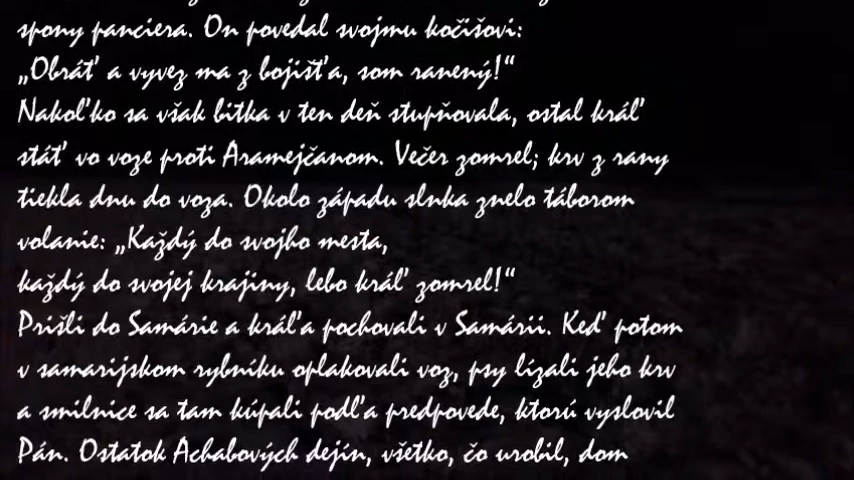 spony panciera. On povedal svojmu kočišovi:
„Obráť a vyvez ma z bojišťa, som ranený!“
Nakoľko sa však bitka v ten deň stupňovala, ostal kráľ
stáť vo voze proti Aramejčanom. Večer zomrel; krv z rany
tiekla dnu do voza. Okolo západu slnka znelo táborom
volanie: „Každý do svojho mesta,
každý do svojej krajiny, lebo kráľ zomrel!“
Prišli do Samárie a kráľa pochovali v Samárii. Keď potom
v samarijskom rybníku oplakovali voz, psy lízali jeho krv
a smilnice sa tam kúpali podľa predpovede, ktorú vyslovil
Pán. Ostatok Achabových dejín, všetko, čo urobil, dom